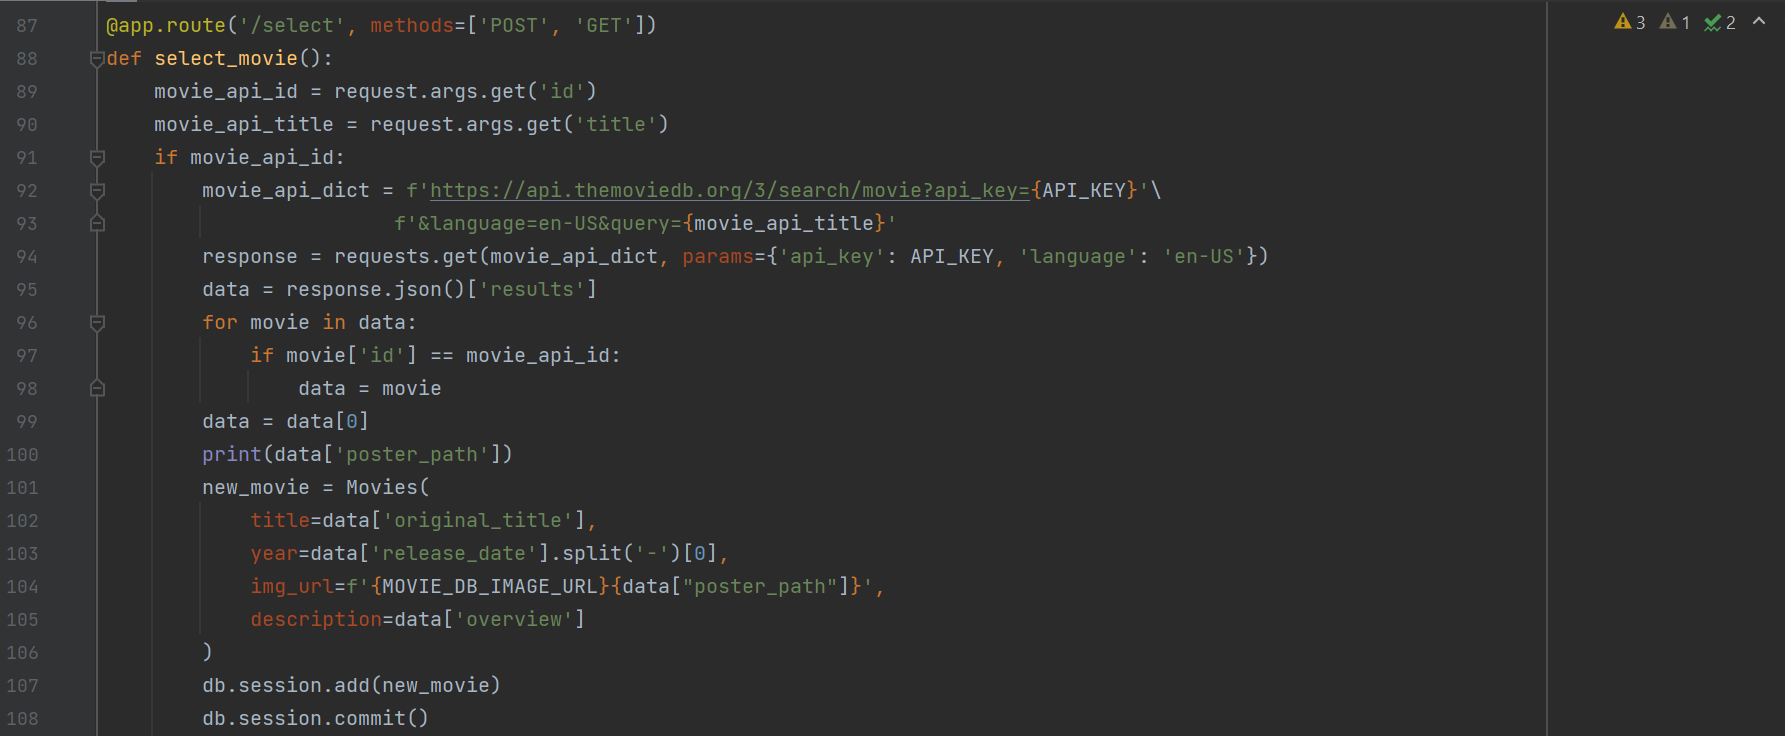 87 @app.route('/select', methods=['POST', 'GET'])
88 def select_movie():
89     movie_api_id = request.args.get('id')
90     movie_api_title = request.args.get('title')
91     if movie_api_id:
92         movie_api_dict = f'https://api.themoviedb.org/3/search/movie?api_key={API_KEY}'\
93                         f'&language=en-US&query={movie_api_title}'
94         response = requests.get(movie_api_dict, params={'api_key': API_KEY, 'language': 'en-US'})
95         data = response.json()['results']
96         for movie in data:
97             if movie['id'] == movie_api_id:
98                 data = movie
99         data = data[0]
100         print(data['poster_path'])
101         new_movie = Movies(
102             title=data['original_title'],
103             year=data['release_date'].split('-')[0],
104             img_url=f'{MOVIE_DB_IMAGE_URL}{data["poster_path"]}',
105             description=data['overview']
106         )
107         db.session.add(new_movie)
108         db.session.commit()
3 1 2